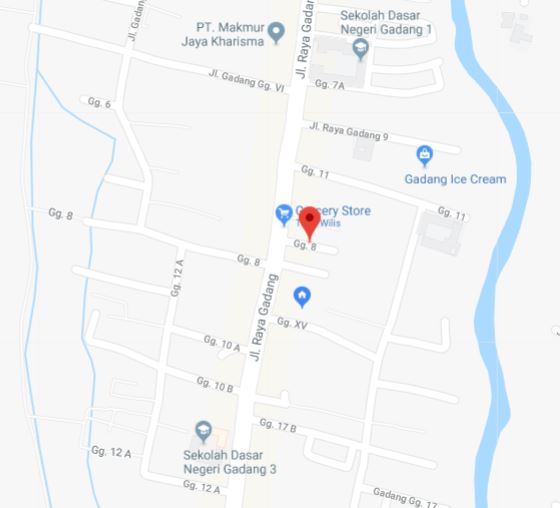 Jl. Gadang
PT. Makmur
Jaya Kharisma
Jl. Raya Gadang
Sekolah Dasar
Negeri Gadang 1
Jl. Gadang Gg. VI
Gg. 7A
Gg. 6
Jl. Raya Gadang 9
Gadang Ice Cream
Gg. 11
Gg. 11
Gg. 8
Grocery Store
Wilis
Gg. 8
Gg. 8
Gg. 12 A
Jl. Raya Gadang
Gg. XV
Gg. 10 A
Gg. 10 B
Gg. 17 B
Gg. 12 A
Sekolah Dasar
Negeri Gadang 3
Gg. 12 A
Gadang Gg. 17